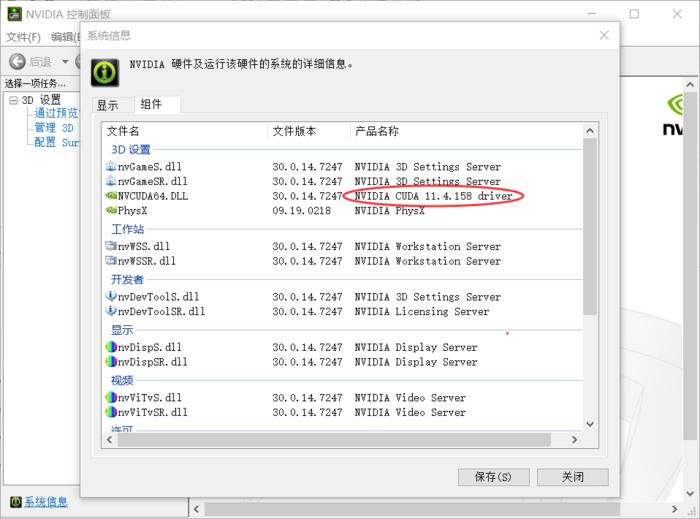 NVIDIA 控制面板
文件(F) 编辑(E
后退
选择一项任务...
3D 设置
通过预览
管理 3D
配置 Sur
系统信息
系统信息
NVIDIA 硬件及运行该硬件的系统的详细信息。
显示 组件
文件名 文件版本 产品名称
3D 设置
nvGameS.dll 30.0.14.7247 NVIDIA 3D Settings Server
nvGameSR.dll 30.0.14.7247 NVIDIA 3D Settings Server
NVCUDA64.DLL 30.0.14.7247 NVIDIA CUDA 11.4.158 driver
PhysX 09.19.0218 NVIDIA PhysX
工作站
nvWSS.dll 30.0.14.7247 NVIDIA Workstation Server
nvWSSR.dll 30.0.14.7247 NVIDIA Workstation Server
开发者
nvDevToolS.dll 30.0.14.7247 NVIDIA 3D Settings Server
nvDevToolSR.dll 30.0.14.7247 NVIDIA Licensing Server
显示
nvDispS.dll 30.0.14.7247 NVIDIA Display Server
nvDispSR.dll 30.0.14.7247 NVIDIA Display Server
视频
nvViTvS.dll 30.0.14.7247 NVIDIA Video Server
nvViTvSR.dll 30.0.14.7247 NVIDIA Video Server
许可
保存(S) 关闭